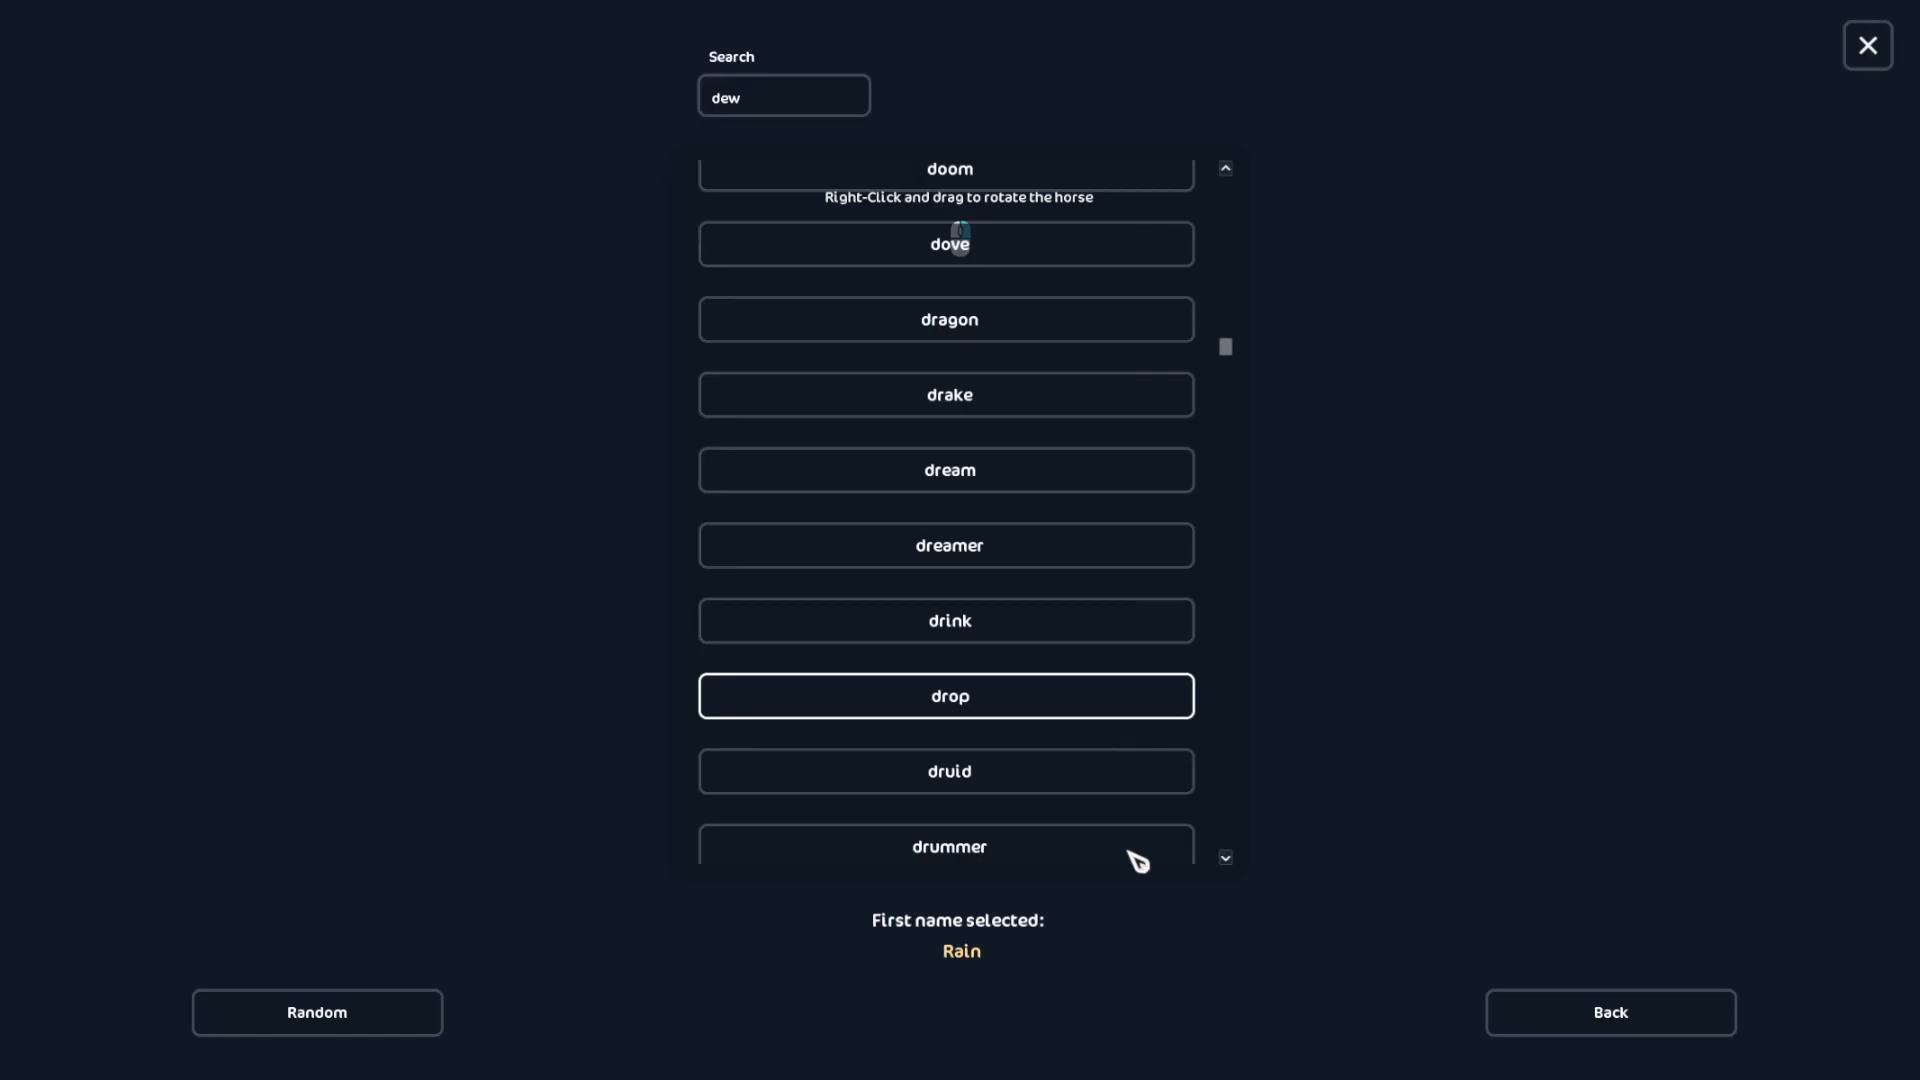 Search
dew
doom
Right-Click and drag to rotate the horse
dove
dragon
drake
dream
dreamer
drink
drop
druid
drummer
First name selected:
Rain
Random
Back